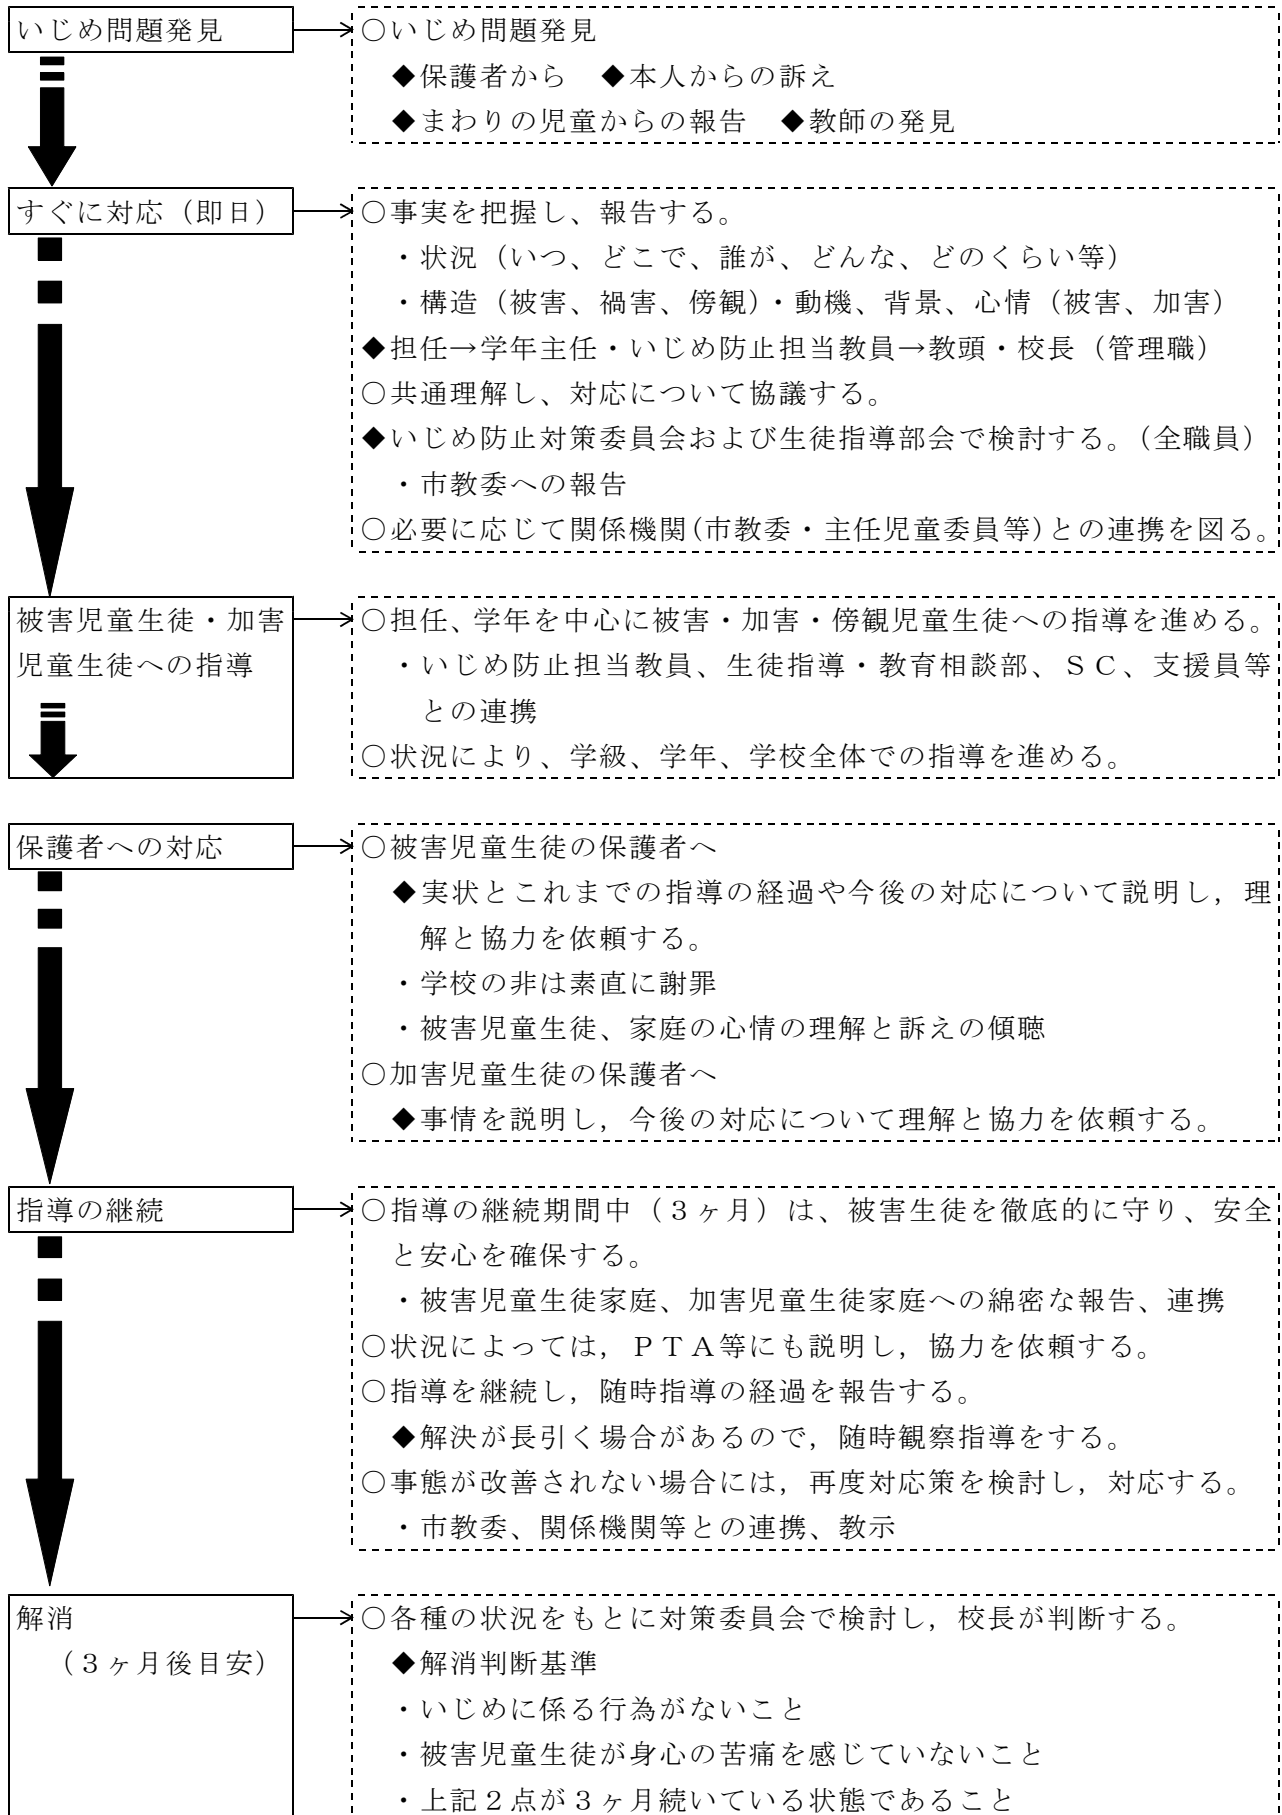 いじめ問題発見
○いじめ問題発見
◆保護者から　◆本人からの訴え
◆まわりの児童からの報告　◆教師の発見
すぐに対応（即日）
○事実を把握し、報告する。
・状況（いつ、どこで、誰が、どんな、どのくらい等）
・構造（被害、禍害、傍観）・動機、背景、心情（被害、加害）
◆担任→学年主任・いじめ防止担当教員→教頭・校長（管理職）
○共通理解し、対応について協議する。
◆いじめ防止対策委員会および生徒指導部会で検討する。（全職員）
・市教委への報告
○必要に応じて関係機関（市教委・主任児童委員等）との連携を図る。
被害児童生徒・加害
児童生徒への指導
○担任、学年を中心に被害・加害・傍観児童生徒への指導を進める。
・いじめ防止担当教員、生徒指導・教育相談部、ＳＣ、支援員等
との連携
○状況により、学級、学年、学校全体での指導を進める。
保護者への対応
○被害児童生徒の保護者へ
◆実状とこれまでの指導の経過や今後の対応について説明し，理
解と協力を依頼する。
・学校の非は素直に謝罪
・被害児童生徒、家庭の心情の理解と訴えの傾聴
○加害児童生徒の保護者へ
◆事情を説明し，今後の対応について理解と協力を依頼する。
指導の継続
○指導の継続期間中（３ヶ月）は、被害生徒を徹底的に守り、安全
と安心を確保する。
・被害児童生徒家庭、加害児童生徒家庭への綿密な報告、連携
○状況によっては，ＰＴＡ等にも説明し，協力を依頼する。
○指導を継続し，随時指導の経過を報告する。
◆解決が長引く場合があるので，随時観察指導をする。
○事態が改善されない場合には，再度対応策を検討し，対応する。
・市教委、関係機関等との連携、教示
解消
（３ヶ月後目安）
○各種の状況をもとに対策委員会で検討し，校長が判断する。
◆解消判断基準
・いじめに係る行為がないこと
・被害児童生徒が身心の苦痛を感じていないこと
・上記２点が３ヶ月続いている状態であること